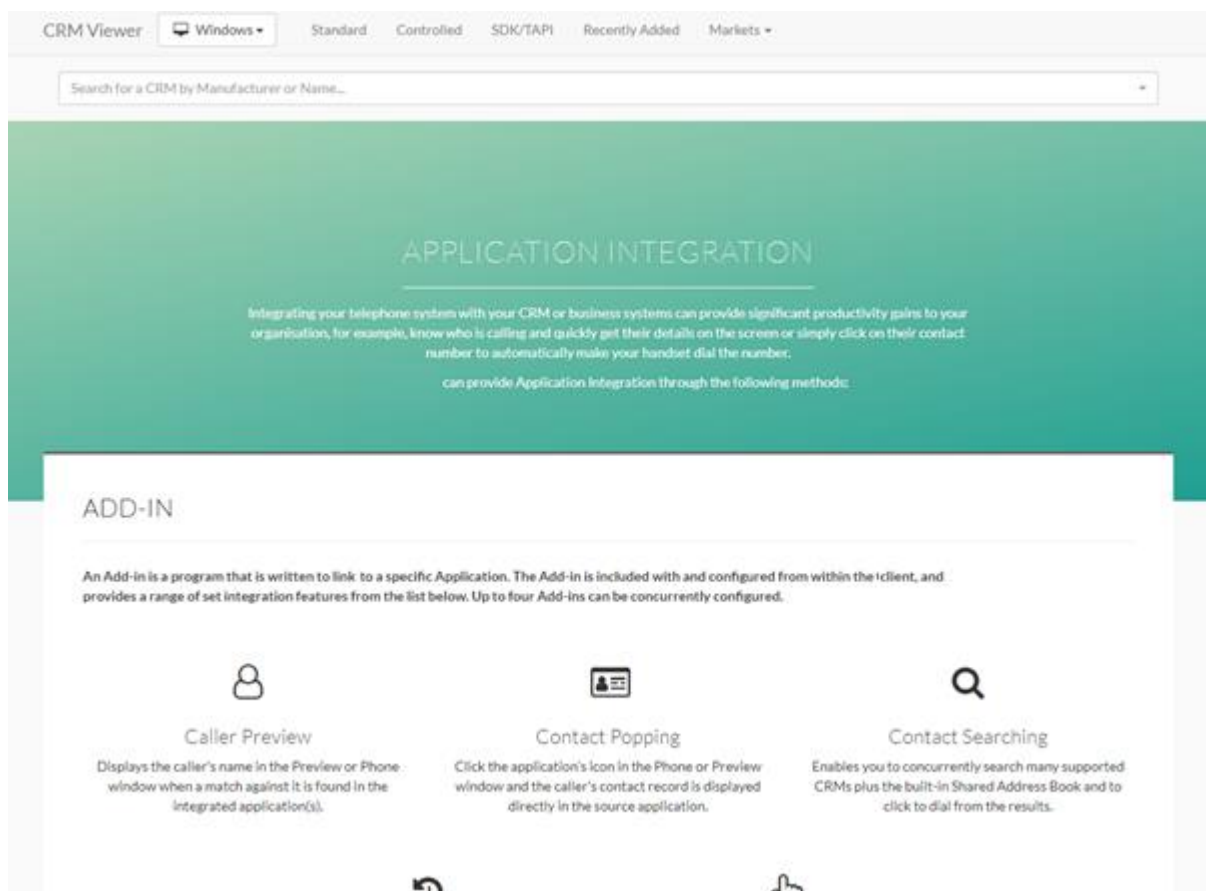 CRM Viewer Windows Standard Controlled SDK/TAPI Recently Added Markets
Search for a CRM by Manufacturer or Name...
APPLICATION INTEGRATION
Integrating your telephone system with your CRM or business systems can provide significant productivity gains to your
organisation, for example, know who is calling and quickly get their details on the screen or simply click on their contact
number to automatically make your handset dial the number.
can provide Application Integration through the following methods:
ADD-IN
An Add-in is a program that is written to link to a specific Application. The Add-in is included with and configured from within the client, and
provides a range of set integration features from the list below. Up to four Add-ins can be concurrently configured.
Caller Preview
Displays the caller's name in the Preview or Phone
window when a match against it is found in the
integrated application(s).
Contact Popping
Click the application's icon in the Phone or Preview
window and the caller's contact record is displayed
directly in the source application.
Contact Searching
Enables you to concurrently search many supported
CRMs plus the built-in Shared Address Book and to
click to dial from the results.